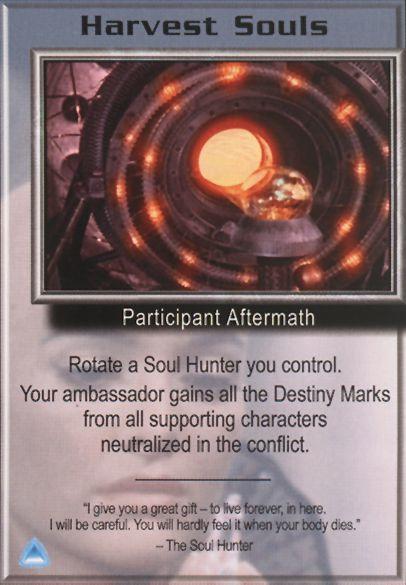 Harvest Souls
Participant Aftermath
Rotate a Soul Hunter you control.
Your ambassador gains all the Destiny Marks
from all supporting characters
neutralized in the conflict.
“I give you a great gift – to live forever, in here.
I will be careful. You will hardly feel it when your body dies.”
– The Soul Hunter